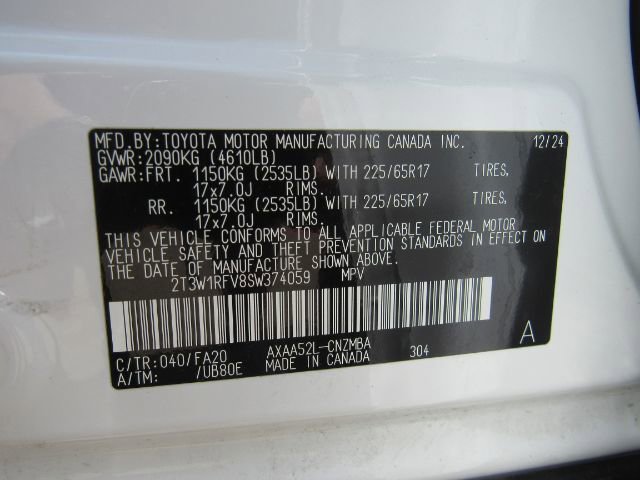 MFD.BY:TOYOTA MOTOR MANUFACTURING CANADA INC. 12/24
GVWR:2090KG (4610LB)
GAWR:FRT. 1150KG (2535LB) WITH 225/65R17 TIRES,
17x7.0J RIMS.
RR. 1150KG (2535LB) WITH 225/65R17 TIRES,
17x7.0J RIMS.
THIS VEHICLE CONFORMS TO ALL APPLICABLE FEDERAL MOTOR
VEHICLE SAFETY AND THEFT PREVENTION STANDARDS IN EFFECT ON
THE DATE OF MANUFACTURE SHOWN ABOVE.
2T3W1RFV8SW374059 MPV
C/TR:040/FA20 AXAA52L-CNZMBA 304 A
A/TM: /UB80E MADE IN CANADA